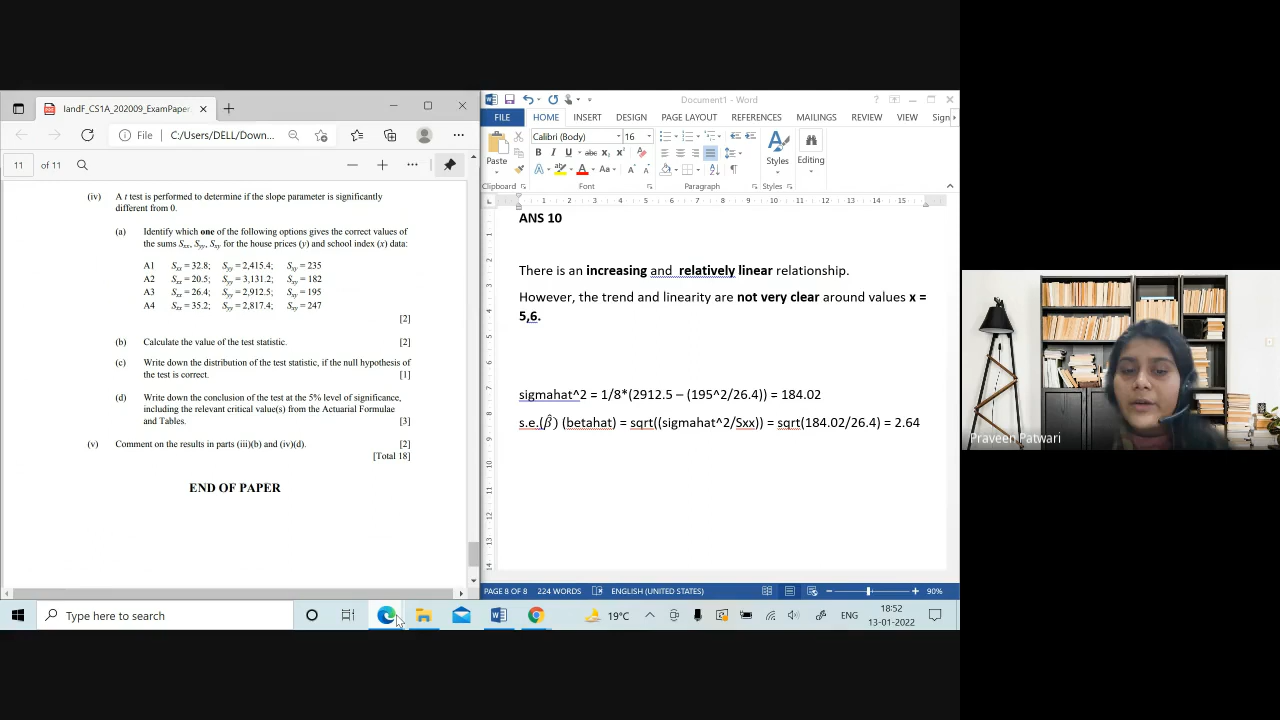 IandF_CS1A_202009_ExamPaper
File C:/Users/DELL/Down...
11 of 11
(iv) A t test is performed to determine if the slope parameter is significantly
different from 0.
(a) Identify which one of the following options gives the correct values of
the sums Sxx, Syy, Sxy for the house prices (y) and school index (x) data:
A1 Sxx = 32.8; Syy = 2,415.4; Sxy = 235
A2 Sxx = 20.5; Syy = 3,131.2; Sxy = 182
A3 Sxx = 26.4; Syy = 2,912.5; Sxy = 195
A4 Sxx = 35.2; Syy = 2,817.4; Sxy = 247
[2]
(b) Calculate the value of the test statistic. [2]
(c) Write down the distribution of the test statistic, if the null hypothesis of
the test is correct. [1]
(d) Write down the conclusion of the test at the 5% level of significance,
including the relevant critical value(s) from the Actuarial Formulae
and Tables. [3]
(v) Comment on the results in parts (iii)(b) and (iv)(d). [2]
[Total 18]
END OF PAPER
Document1 - Word
FILE HOME INSERT DESIGN PAGE LAYOUT REFERENCES MAILINGS REVIEW VIEW Sign
Calibri (Body) 16
Paste
Styles
Editing
Clipboard Font Paragraph Styles
ANS 10
There is an increasing and relatively linear relationship.
However, the trend and linearity are not very clear around values x =
5,6.
sigmahat^2 = 1/8*(2912.5 – (195^2/26.4)) = 184.02
s.e.(β̂) (betahat) = sqrt((sigmahat^2/Sxx)) = sqrt(184.02/26.4) = 2.64
PAGE 8 OF 8 224 WORDS ENGLISH (UNITED STATES) 90%
Type here to search
19°C
ENG
18:52
13-01-2022
Praveen Patwari